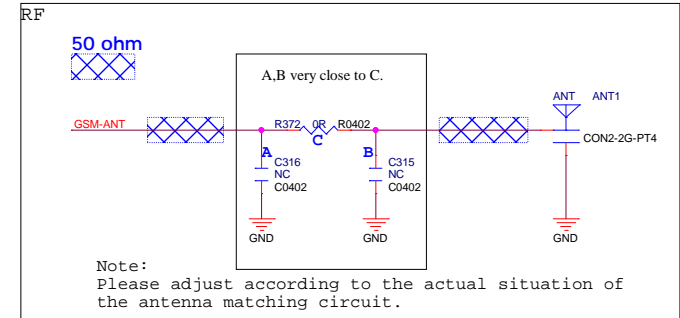 RF
50 ohm
A,B very close to C.
ANT ANT1
GSM-ANT
R372 0R R0402
C
CON2-2G-PT4
A
B
C316
NC
C0402
C315
NC
C0402
GND
GND
GND
Note:
Please adjust according to the actual situation of
the antenna matching circuit.